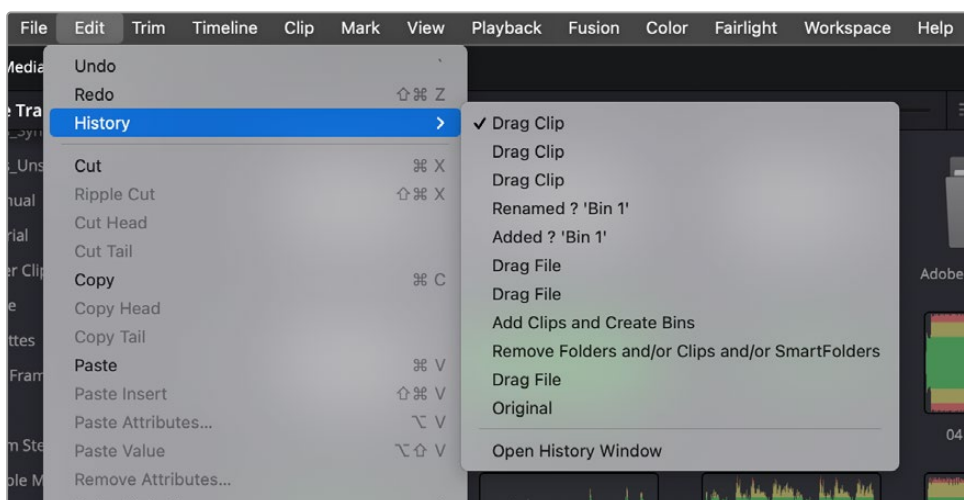 File Edit Trim Timeline Clip Mark View Playback Fusion Color Fairlight Workspace Help
Media
Undo `
Redo ⇧⌘ Z
History >
Cut ⌘ X
Ripple Cut ⇧⌘ X
Cut Head
Cut Tail
Copy ⌘ C
Copy Head
Copy Tail
Paste ⌘ V
Paste Insert ⇧⌘ V
Paste Attributes... ⌥ V
Paste Value ⌥⇧ V
Remove Attributes...
✓ Drag Clip
Drag Clip
Drag Clip
Renamed ? 'Bin 1'
Added ? 'Bin 1'
Drag File
Drag File
Add Clips and Create Bins
Remove Folders and/or Clips and/or SmartFolders
Drag File
Original
Open History Window
Adobe
04